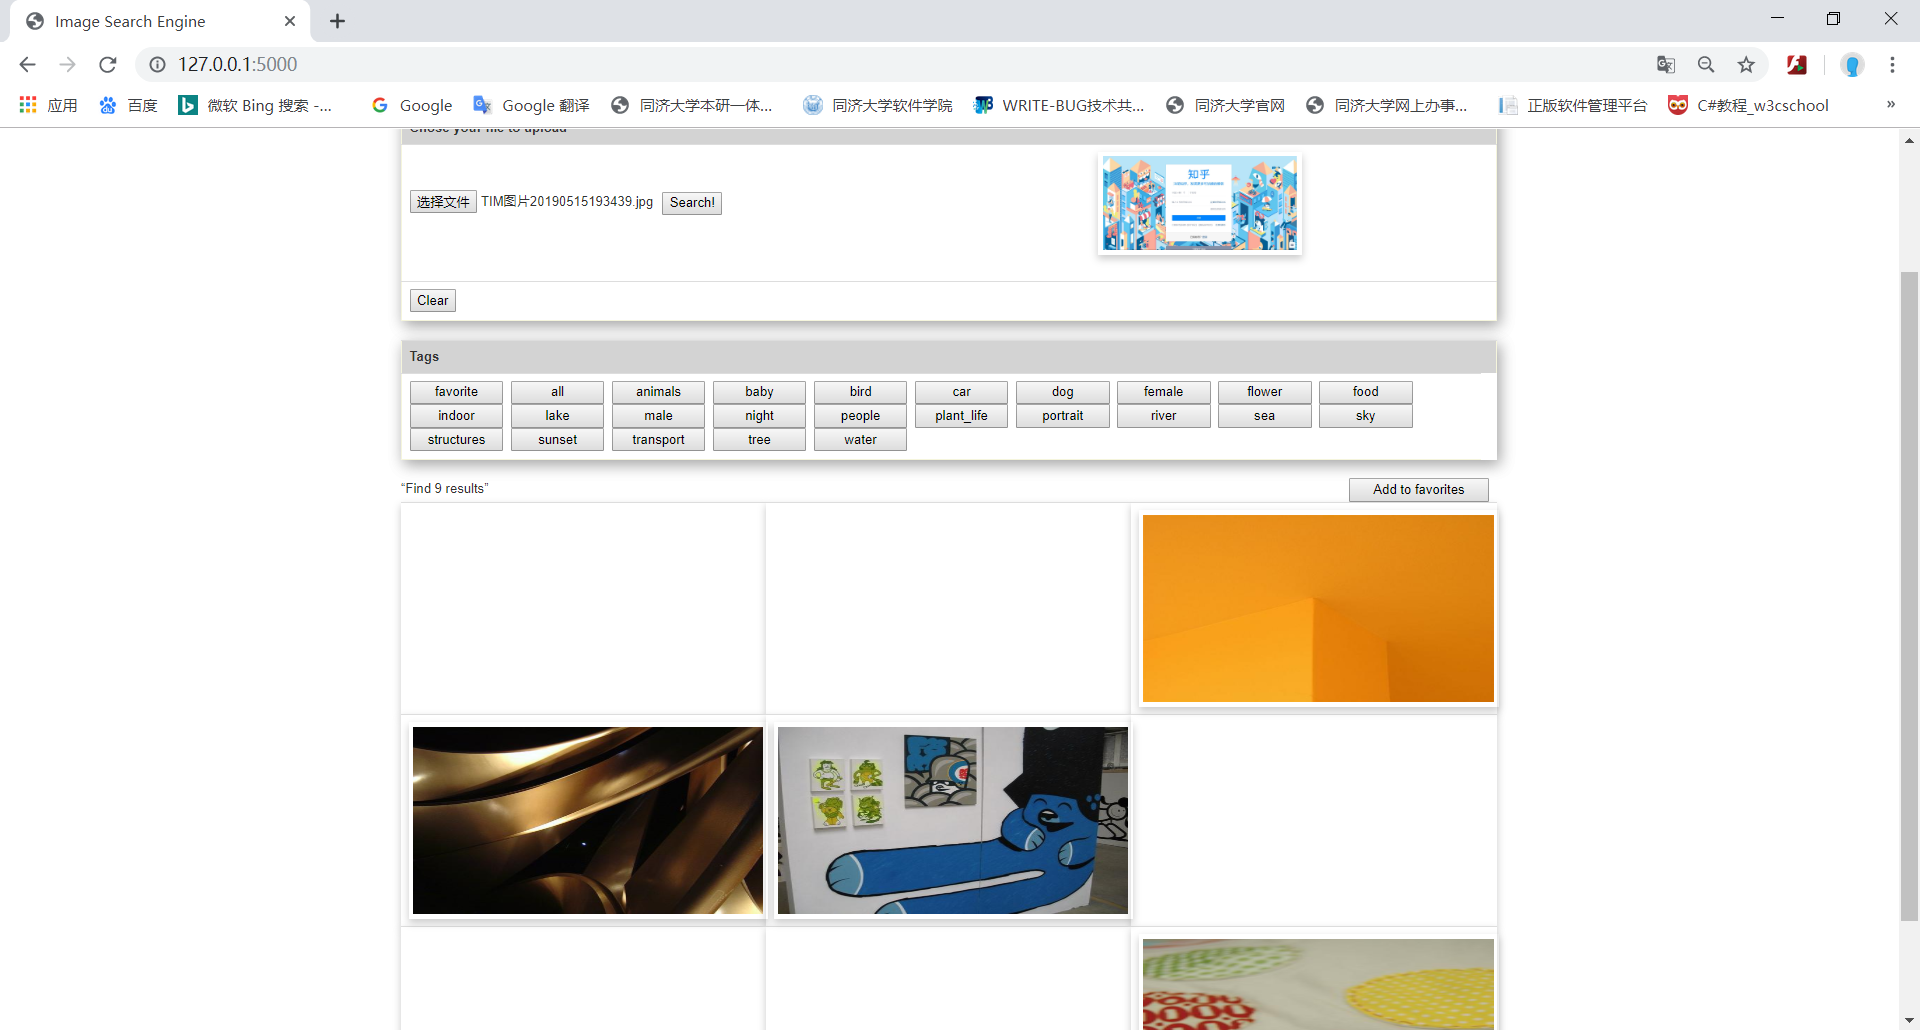 Image Search Engine
127.0.0.1:5000
应用 百度 微软 Bing 搜索 -... Google Google 翻译 同济大学本研一体... 同济大学软件学院 WRITE-BUG技术共... 同济大学官网 同济大学网上办事... 正版软件管理平台 C#教程_w3cschool »
Chose your file to upload
知乎
选择文件 TIM图片20190515193439.jpg Search!
Clear
Tags
favorite all animals baby bird car dog female flower food
indoor lake male night people plant_life portrait river sea sky
structures sunset transport tree water
“Find 9 results” Add to favorites